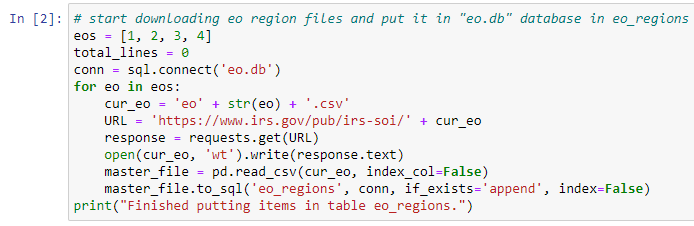 In [2]: # start downloading eo region files and put it in "eo.db" database in eo_regions
eos = [1, 2, 3, 4]
total_lines = 0
conn = sql.connect('eo.db')
for eo in eos:
    cur_eo = 'eo' + str(eo) + '.csv'
    URL = 'https://www.irs.gov/pub/irs-soi/' + cur_eo
    response = requests.get(URL)
    open(cur_eo, 'wt').write(response.text)
    master_file = pd.read_csv(cur_eo, index_col=False)
    master_file.to_sql('eo_regions', conn, if_exists='append', index=False)
print("Finished putting items in table eo_regions.")